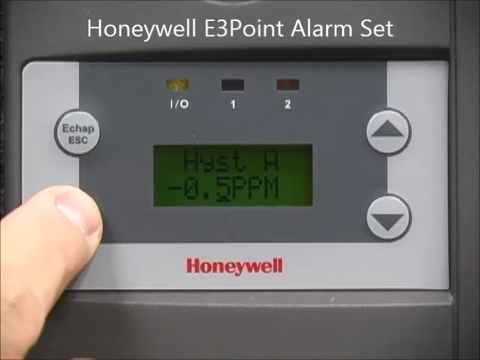 Honeywell E3Point Alarm Set
I/O 1 2
Echap
ESC
Hyst A
-0.5PPM
Honeywell